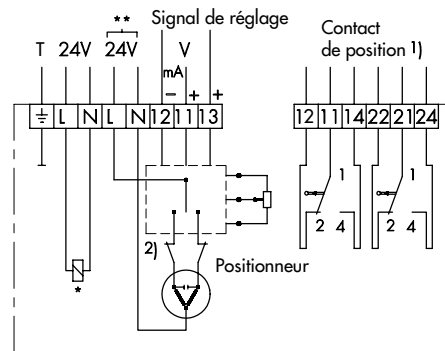 ** Signal de réglage
T 24V 24V V
mA
− + +
L N L N 12 11 13
Contact
de position 1)
12 11 14 22 21 24
1 1
2 4 2 4
2)
Positionneur
*